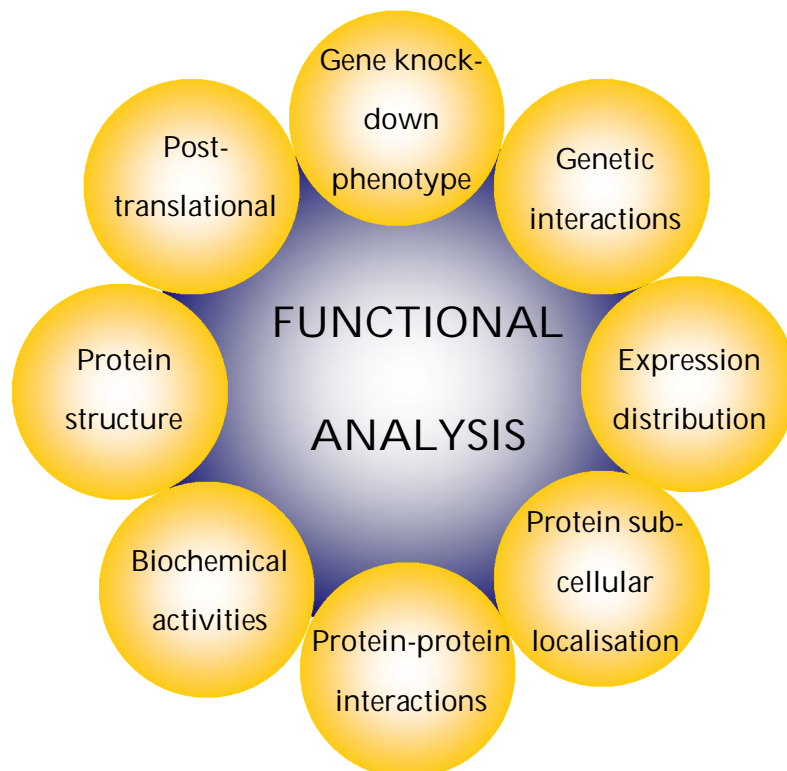 Gene knock-
down
phenotype
Genetic
interactions
Expression
distribution
Protein sub-
cellular
localisation
Protein-protein
interactions
Biochemical
activities
Protein
structure
Post-
translational
FUNCTIONAL
ANALYSIS